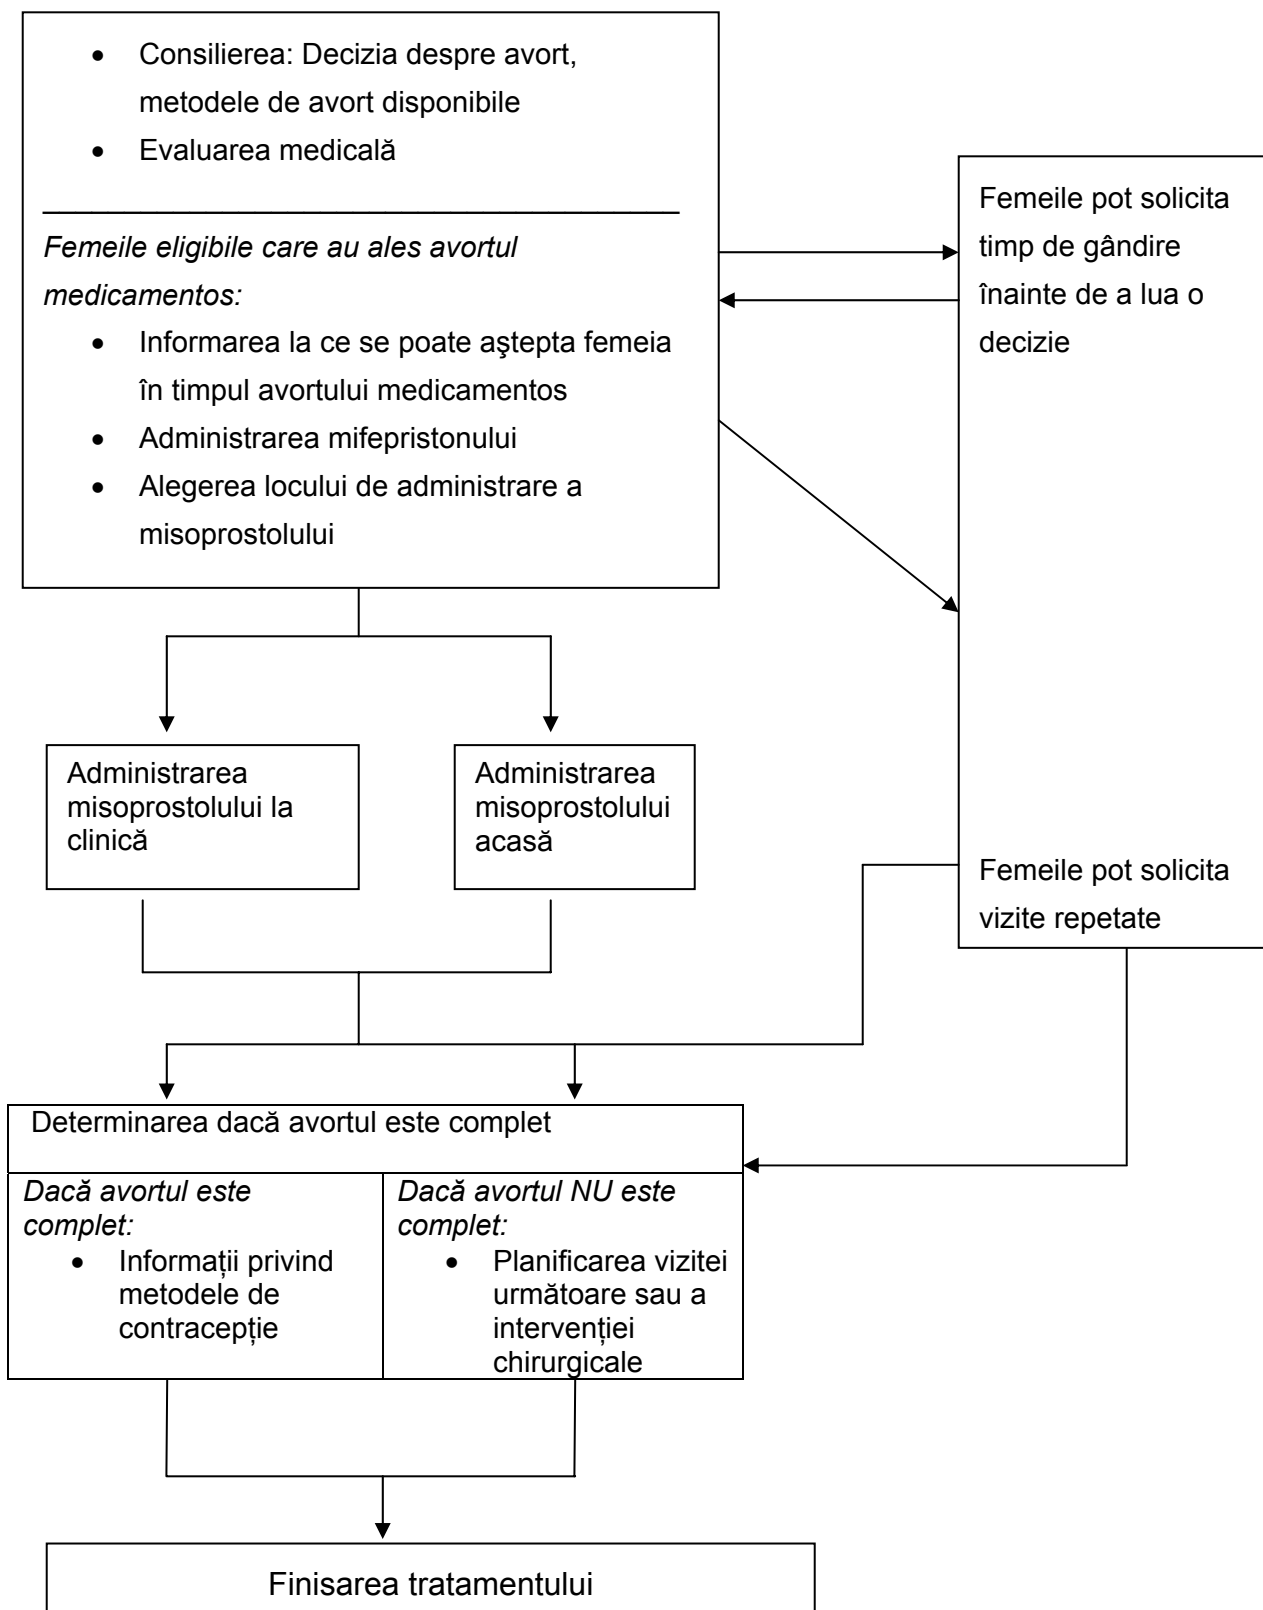 • Consilierea: Decizia despre avort,
metodele de avort disponibile
• Evaluarea medicală
Femeile eligibile care au ales avortul
medicamentos:
• Informarea la ce se poate aştepta femeia
în timpul avortului medicamentos
• Administrarea mifepristonului
• Alegerea locului de administrare a
misoprostolului
Femeile pot solicita
timp de gândire
înainte de a lua o
decizie
Administrarea
misoprostolului la
clinică
Administrarea
misoprostolului
acasă
Femeile pot solicita
vizite repetate
Determinarea dacă avortul este complet
Dacă avortul este
complet:
• Informații privind
metodele de
contracepție
Dacă avortul NU este
complet:
• Planificarea vizitei
următoare sau a
intervenției
chirurgicale
Finisarea tratamentului